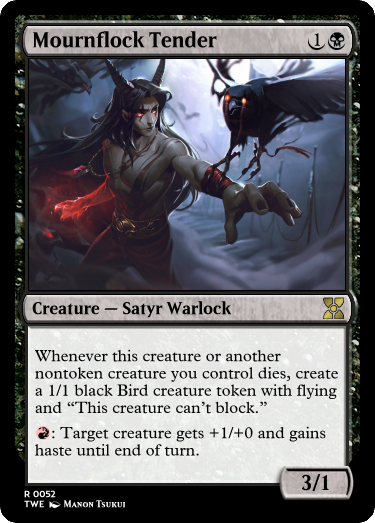 Mournflock Tender 1
Creature — Satyr Warlock
Whenever this creature or another
nontoken creature you control dies, create
a 1/1 black Bird creature token with flying
and “This creature can’t block.”
: Target creature gets +1/+0 and gains
haste until end of turn.
3/1
R 0052
TWE Manon Tsukui